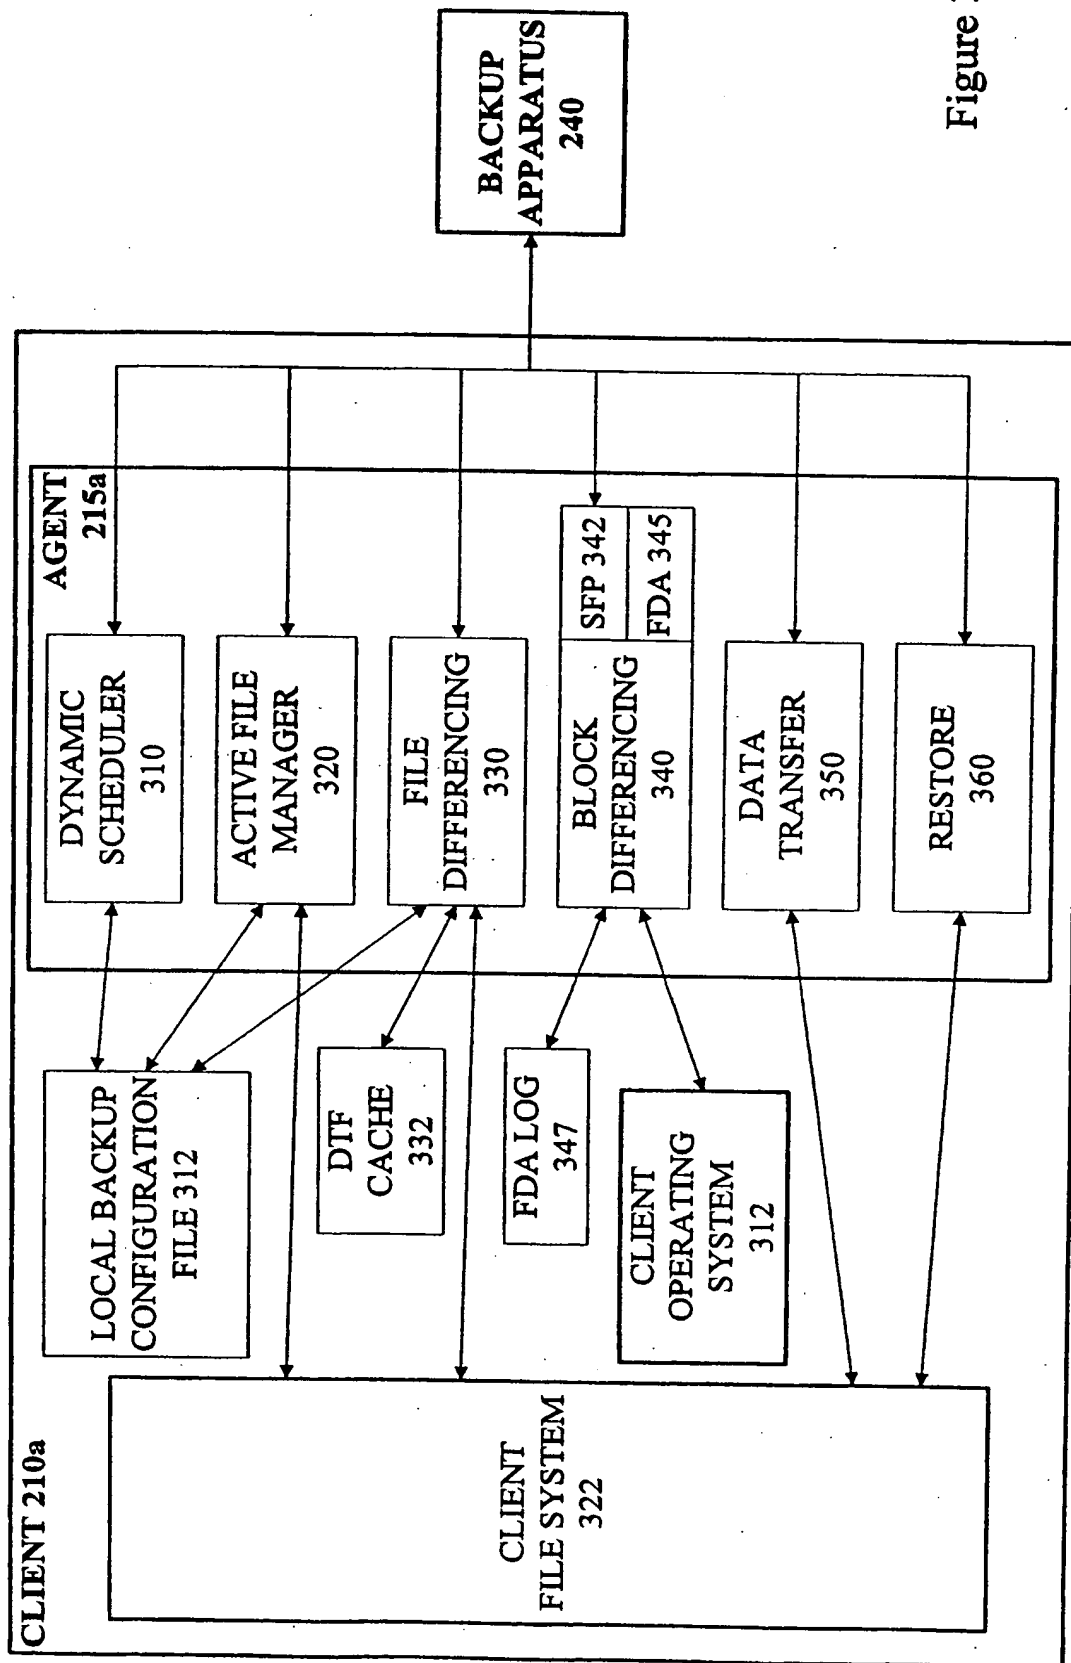 CLIENT 210a
CLIENT
FILE SYSTEM
322
LOCAL BACKUP
CONFIGURATION
FILE 312
DTF
CACHE
332
FDA LOG
347
CLIENT
OPERATING
SYSTEM
312
AGENT
215a
DYNAMIC
SCHEDULER
310
ACTIVE FILE
MANAGER
320
FILE
DIFFERENCING
330
BLOCK
DIFFERENCING
340
SFP 342
FDA 345
DATA
TRANSFER
350
RESTORE
360
BACKUP
APPARATUS
240
Figure